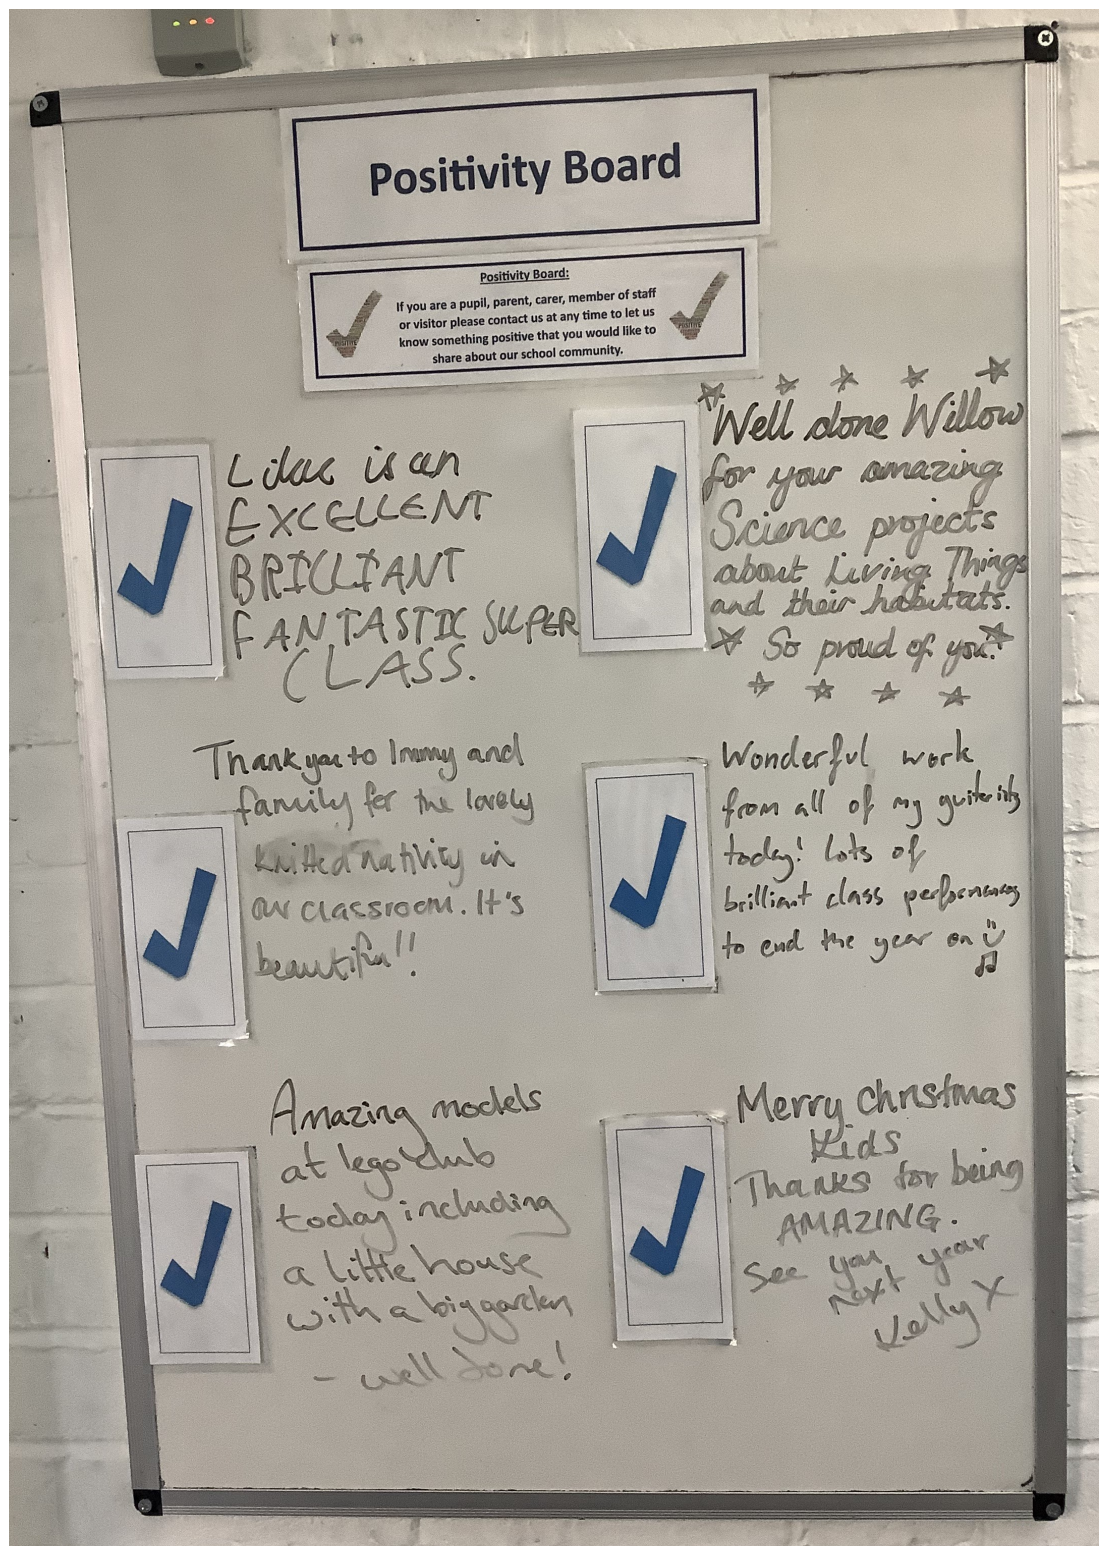 Positivity Board
Positivity Board:
If you are a pupil, parent, carer, member of staff
or visitor please contact us at any time to let us
know something positive that you would like to
share about our school community.
Lilac is an
EXCELLENT
BRILLIANT
FANTASTIC SUPER
CLASS.
Well done Willow
for your amazing
Science projects
about Living Things
and their habitats.
So proud of you!
Thank you to Immy and
family for the lovely
knitted nativity in
our classroom. It's
beautiful!!
Wonderful work
from all of my guitarists
today! Lots of
brilliant class performances
to end the year on
Amazing models
at lego club
today including
a little house
with a big garden
- well done!
Merry Christmas
Kids
Thanks for being
AMAZING.
See you
next year
Kelly X